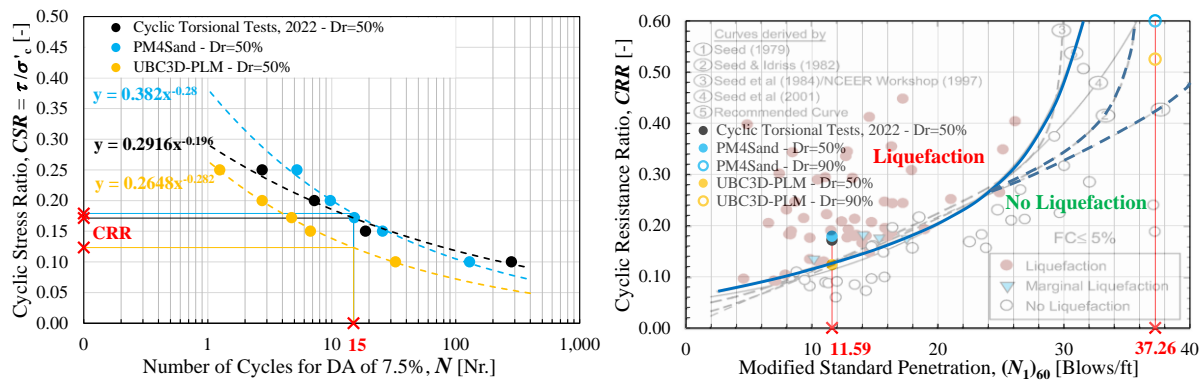 0.50
0.45
0.40
0.35
0.30
0.25
0.20
0.15
0.10
0.05
0.00
Cyclic Stress Ratio, CSR = τ/σ'c [-]
Cyclic Torsional Tests, 2022 - Dr=50%
PM4Sand - Dr=50%
UBC3D-PLM - Dr=50%
y = 0.382x^-0.28
y = 0.2916x^-0.196
y = 0.2648x^-0.282
CRR
15
0 1 10 100 1,000
Number of Cycles for DA of 7.5%, N [Nr.]
0.60
0.50
0.40
0.30
0.20
0.10
0.00
Cyclic Resistance Ratio, CRR [-]
Curves derived by
1 Seed (1979)
2 Seed & Idriss (1982)
3 Seed et al (1984)/NCEER Workshop (1997)
4 Seed et al (2001)
5 Recommended Curve
Cyclic Torsional Tests, 2022 - Dr=50%
PM4Sand - Dr=50%
PM4Sand - Dr=90%
UBC3D-PLM - Dr=50%
UBC3D-PLM - Dr=90%
3
4
Liquefaction
No Liquefaction
FC≤ 5%
Liquefaction
Marginal Liquefaction
No Liquefaction
11.59
37.26
0 10 20 30 40
Modified Standard Penetration, (N1)60 [Blows/ft]